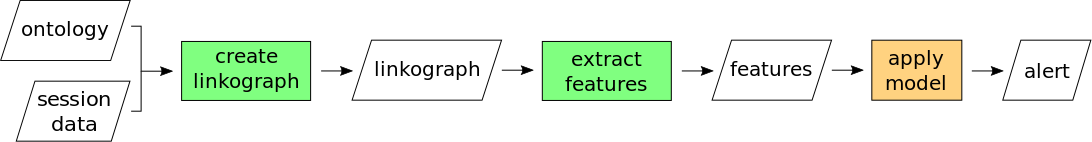 ontology
session
data
create
linkograph
linkograph
extract
features
features
apply
model
alert